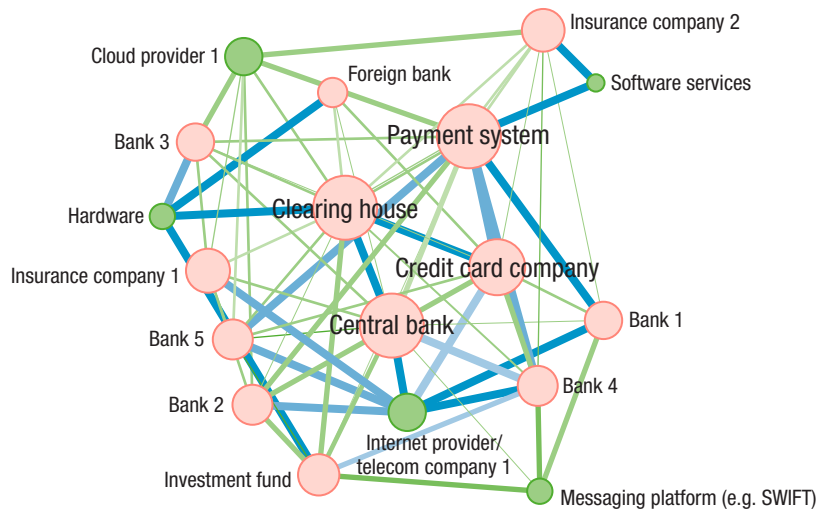 Insurance company 2
Cloud provider 1
Foreign bank
Software services
Payment system
Bank 3
Clearing house
Hardware
Credit card company
Insurance company 1
Central bank
Bank 1
Bank 5
Bank 4
Bank 2
Internet provider/
telecom company 1
Investment fund
Messaging platform (e.g. SWIFT)